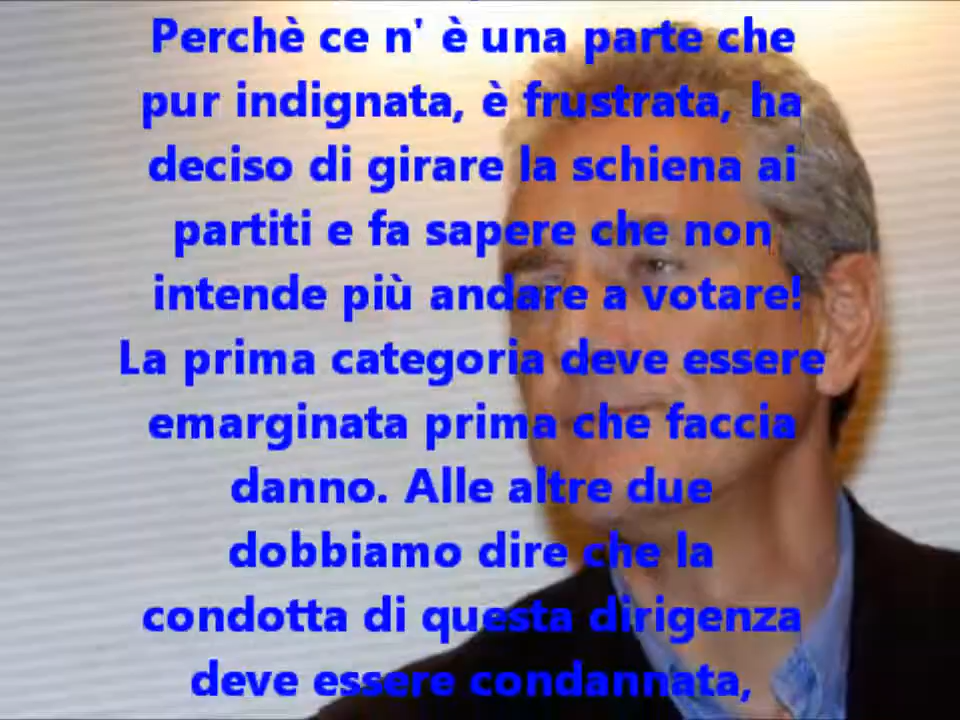 Perchè ce n' è una parte che
pur indignata, è frustrata, ha
deciso di girare la schiena ai
partiti e fa sapere che non
intende più andare a votare!
La prima categoria deve essere
emarginata prima che faccia
danno. Alle altre due
dobbiamo dire che la
condotta di questa dirigenza
deve essere condannata,